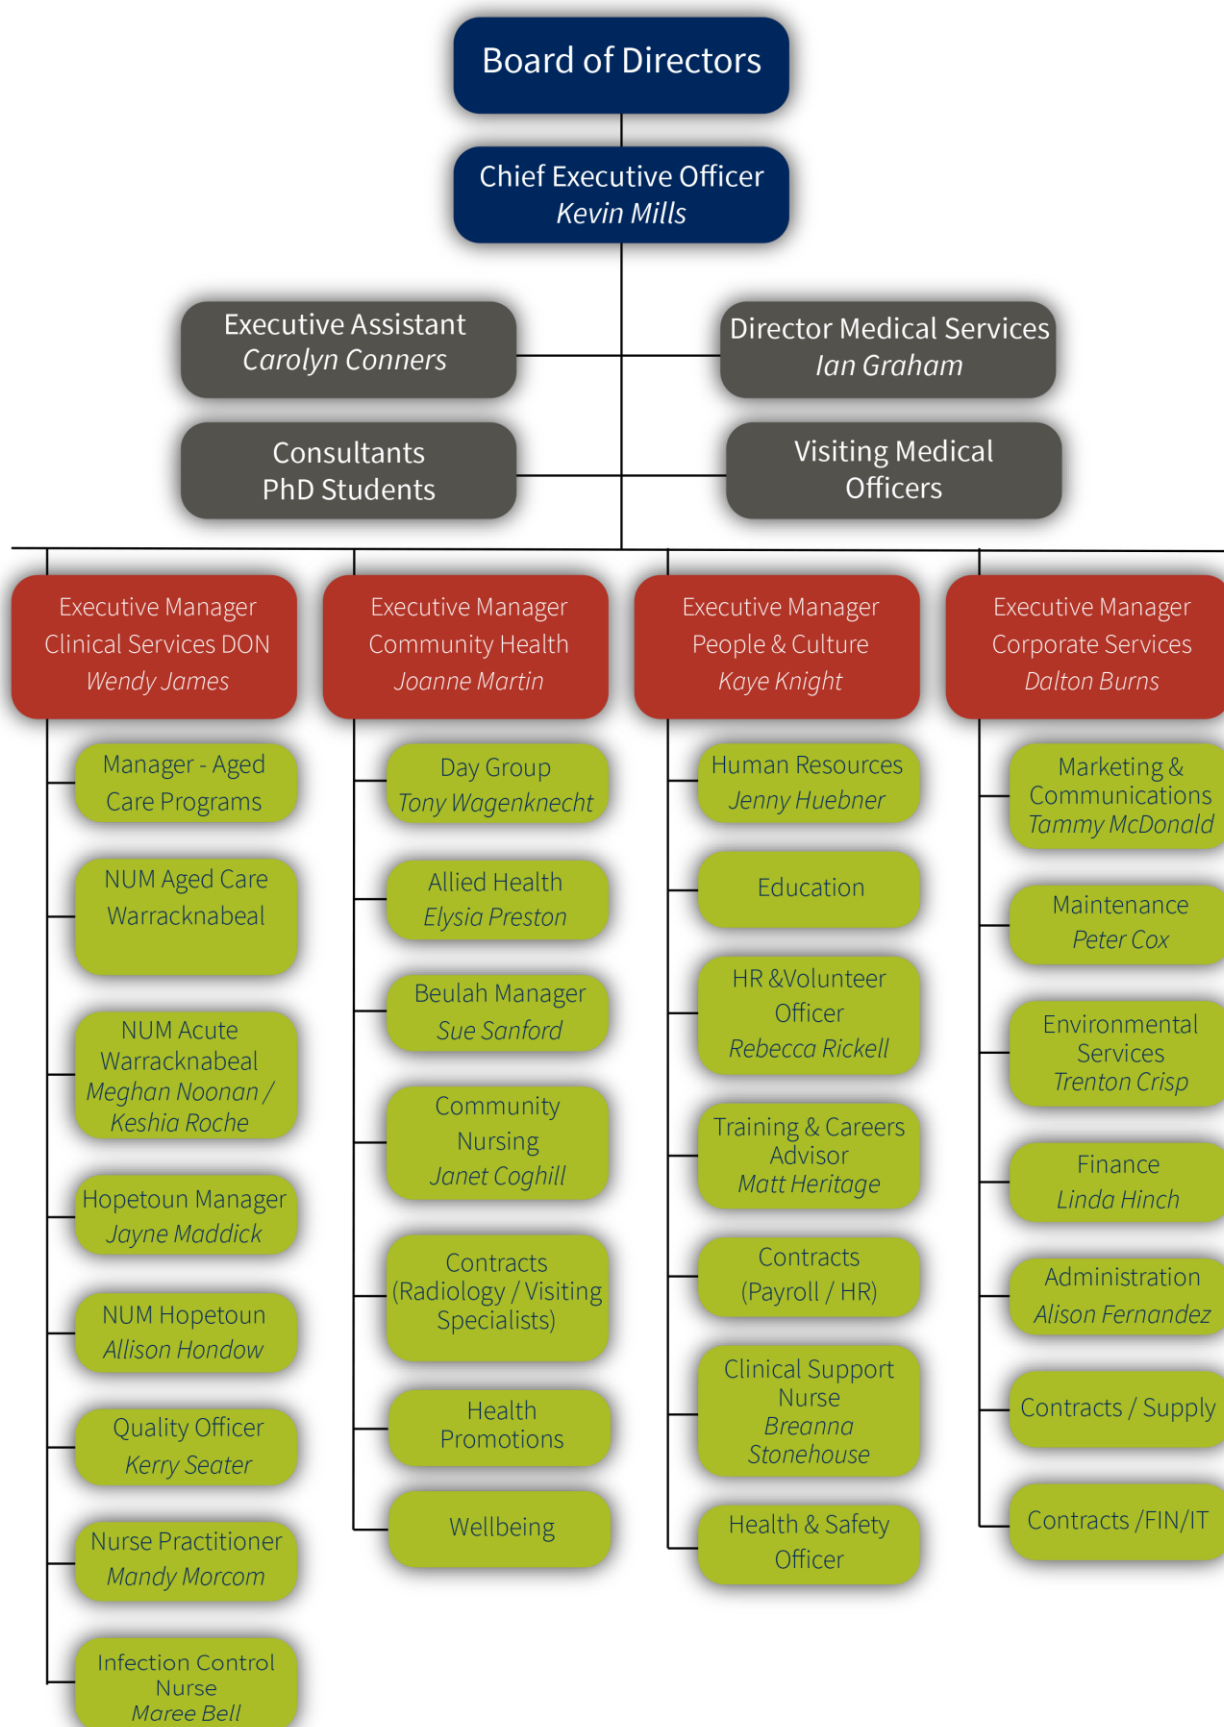 Board of Directors
Chief Executive Officer
Kevin Mills
Executive Assistant
Carolyn Conners
Director Medical Services
Ian Graham
Consultants
PhD Students
Visiting Medical
Officers
Executive Manager
Clinical Services DON
Wendy James
Manager - Aged
Care Programs
NUM Aged Care
Warracknabeal
NUM Acute
Warracknabeal
Meghan Noonan /
Keshia Roche
Hopetoun Manager
Jayne Maddick
NUM Hopetoun
Allison Hondow
Quality Officer
Kerry Seater
Nurse Practitioner
Mandy Morcom
Infection Control
Nurse
Maree Bell
Executive Manager
Community Health
Joanne Martin
Day Group
Tony Wagenknecht
Allied Health
Elysia Preston
Beulah Manager
Sue Sanford
Community
Nursing
Janet Coghill
Contracts
(Radiology / Visiting
Specialists)
Health
Promotions
Wellbeing
Executive Manager
People & Culture
Kaye Knight
Human Resources
Jenny Huebner
Education
HR &Volunteer
Officer
Rebecca Rickell
Training & Careers
Advisor
Matt Heritage
Contracts
(Payroll / HR)
Clinical Support
Nurse
Breanna
Stonehouse
Health & Safety
Officer
Executive Manager
Corporate Services
Dalton Burns
Marketing &
Communications
Tammy McDonald
Maintenance
Peter Cox
Environmental
Services
Trenton Crisp
Finance
Linda Hinch
Administration
Alison Fernandez
Contracts / Supply
Contracts /FIN/IT